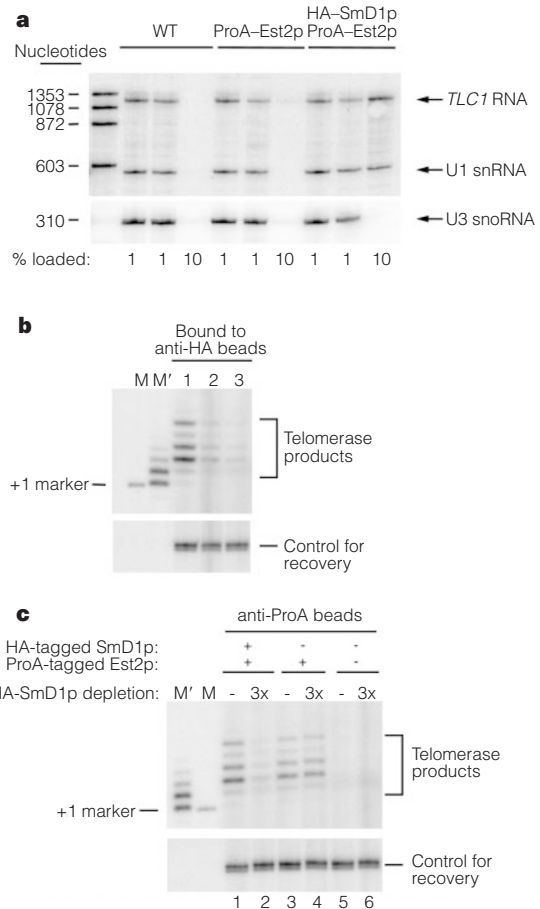 a
WT
ProA–Est2p
HA–SmD1p
ProA–Est2p
Nucleotides
1353
1078
872
603
310
TLC1 RNA
U1 snRNA
U3 snoRNA
% loaded: 1 1 10 1 1 10 1 1 10
b
Bound to
anti-HA beads
M M′ 1 2 3
Telomerase
products
+1 marker
Control for
recovery
c
anti-ProA beads
HA-tagged SmD1p: + - -
ProA-tagged Est2p: + + -
HA-SmD1p depletion: M′ M - 3x - 3x - 3x
Telomerase
products
+1 marker
Control for
recovery
1 2 3 4 5 6